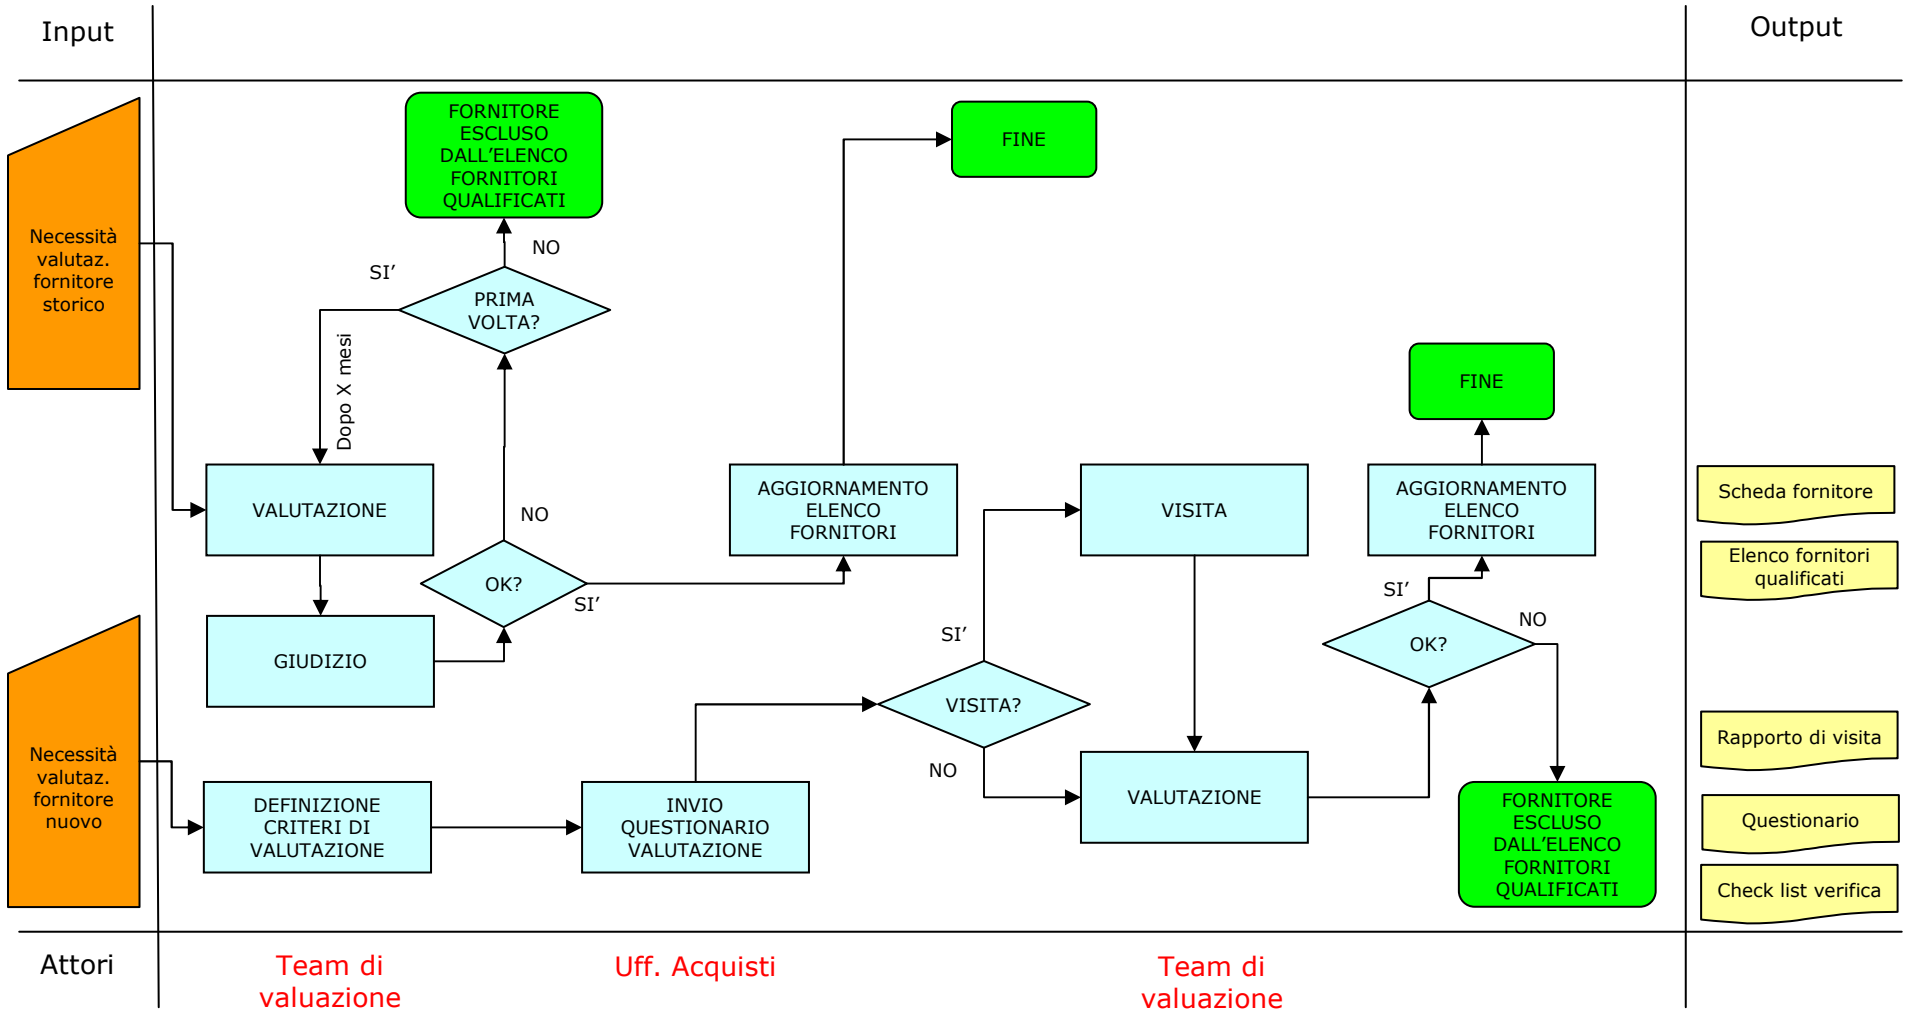 Input
Output
FORNITORE
ESCLUSO
DALL’ELENCO
FORNITORI
QUALIFICATI
FINE
Necessità
valutaz.
fornitore
storico
NO
SI’
PRIMA
VOLTA?
Dopo X mesi
FINE
VALUTAZIONE
NO
AGGIORNAMENTO
ELENCO
FORNITORI
VISITA
AGGIORNAMENTO
ELENCO
FORNITORI
Scheda fornitore
OK?
SI’
SI’
NO
Elenco fornitori
qualificati
GIUDIZIO
SI’
OK?
VISITA?
NO
Rapporto di visita
Necessità
valutaz.
fornitore
nuovo
DEFINIZIONE
CRITERI DI
VALUTAZIONE
INVIO
QUESTIONARIO
VALUTAZIONE
VALUTAZIONE
FORNITORE
ESCLUSO
DALL’ELENCO
FORNITORI
QUALIFICATI
Questionario
Check list verifica
Attori
Team di
valuazione
Uff. Acquisti
Team di
valuazione